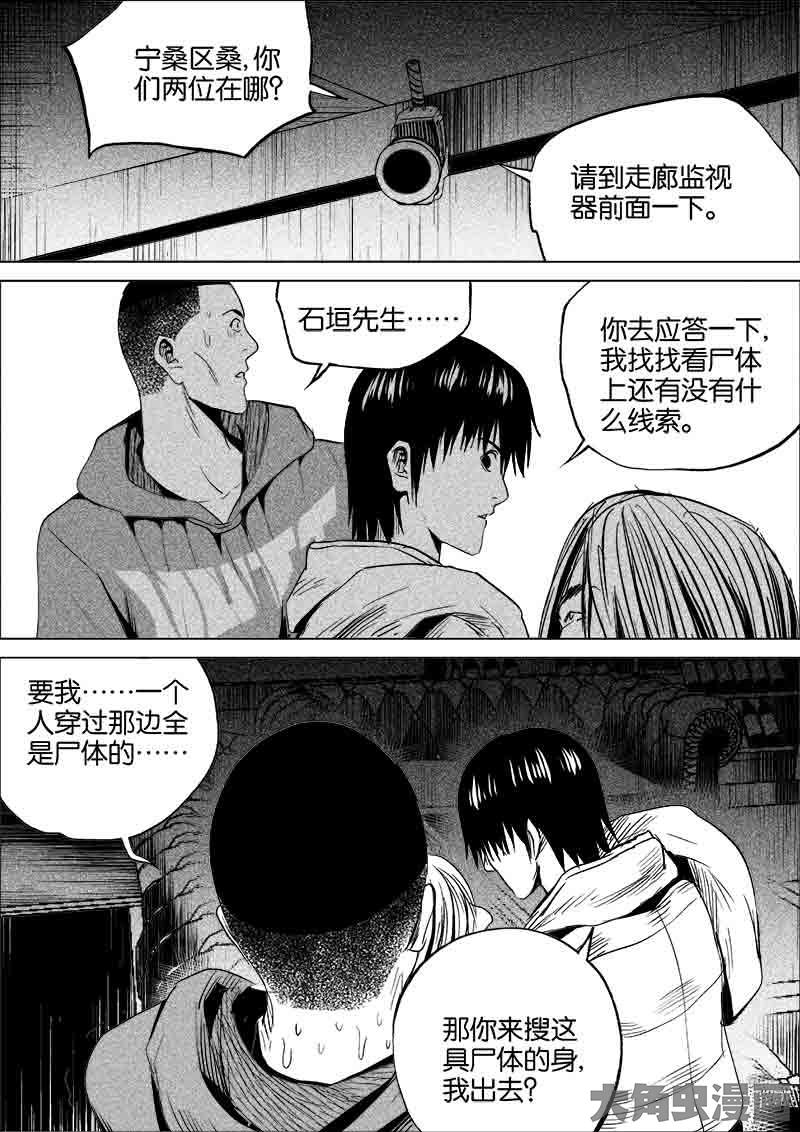 宁桑区桑,你
们两位在哪?
请到走廊监视
器前面一下。
石垣先生……
你去应答一下,
我找找看尸体
上还有没有什
么线索。
要我……一个
人穿过那边全
是尸体的……
那你来搜这
具尸体的身,
我出去?
大角虫漫画